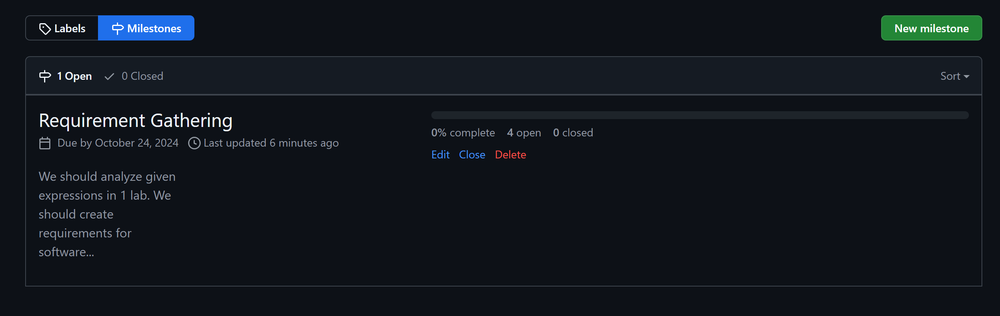 Labels Milestones New milestone
1 Open 0 Closed Sort
Requirement Gathering
Due by October 24, 2024 Last updated 6 minutes ago
0% complete 4 open 0 closed
Edit Close Delete
We should analyze given
expressions in 1 lab. We
should create
requirements for
software...